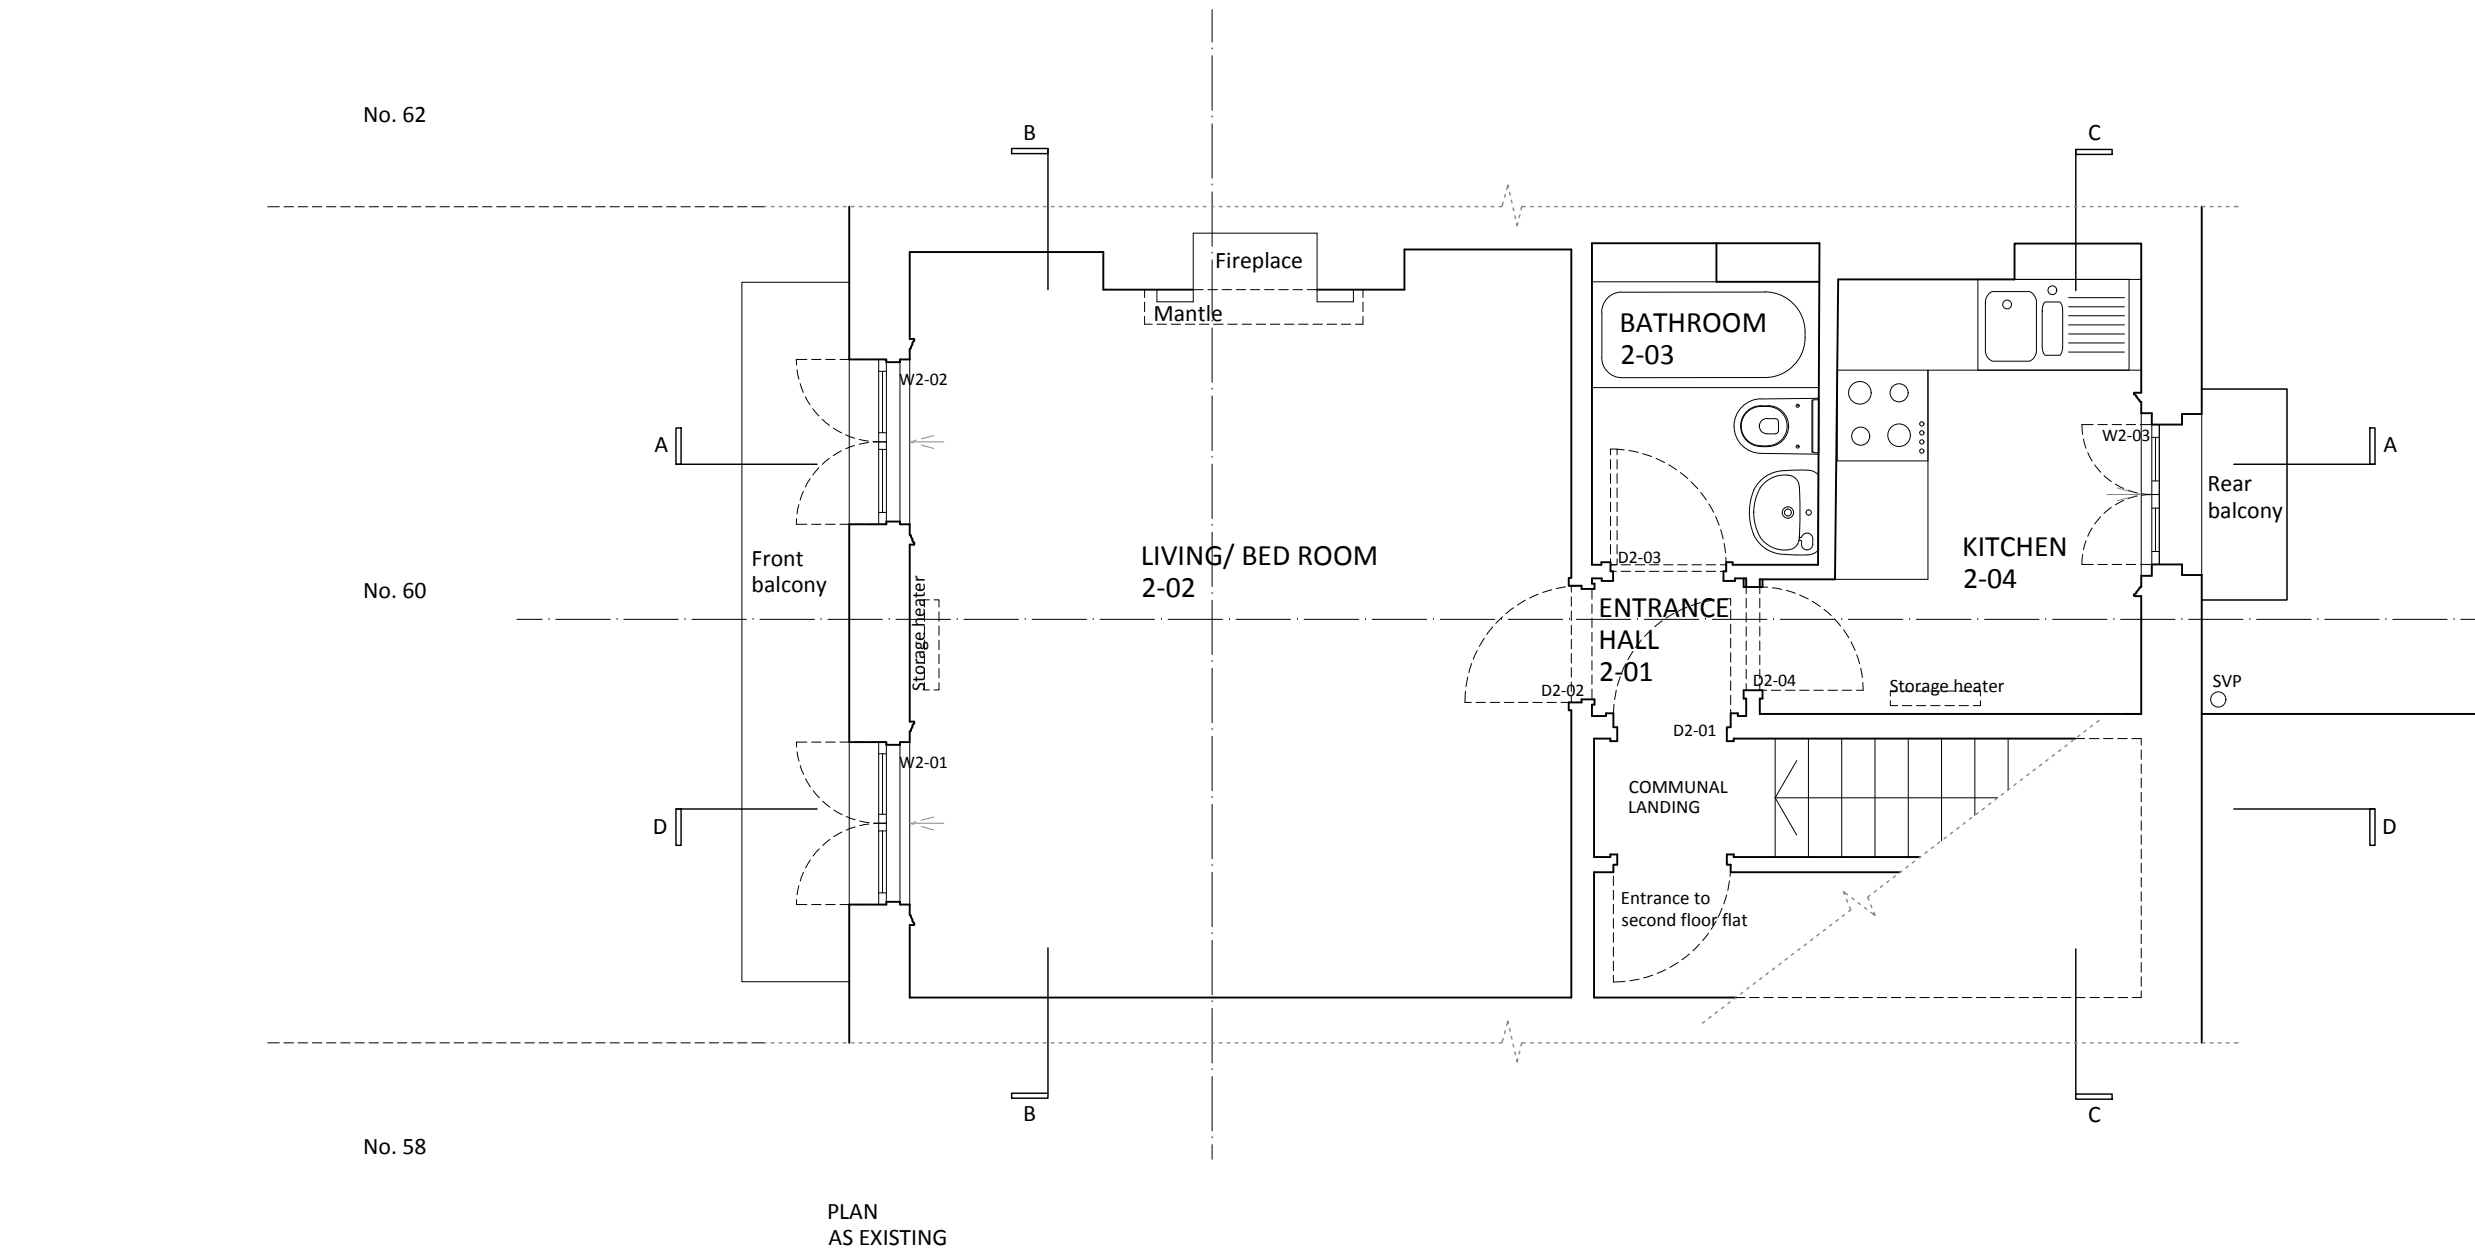 No. 62
B
C
Fireplace
Mantle
BATHROOM
2-03
W2-02
A
W2-03
A
Rear
balcony
Front
balcony
LIVING/ BED ROOM
2-02
D2-03
KITCHEN
2-04
No. 60
Storage heater
ENTRANCE
HALL
2-01
D2-02
D2-04
Storage heater
SVP
D2-01
W2-01
COMMUNAL
LANDING
D
D
Entrance to
second floor flat
B
C
No. 58
PLAN
AS EXISTING